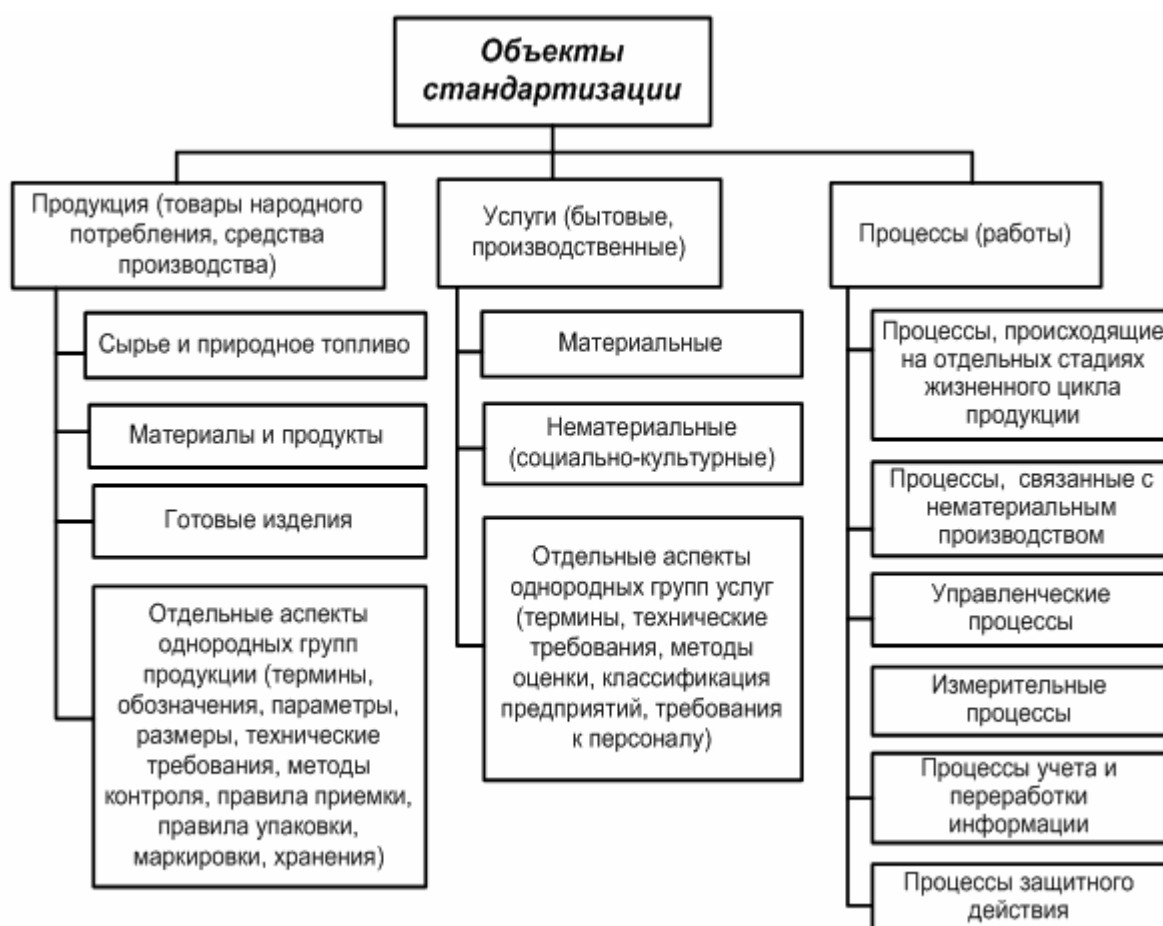 Объекты
стандартизации
Продукция (товары народного
потребления, средства
производства)
Сырье и природное топливо
Материалы и продукты
Готовые изделия
Отдельные аспекты
однородных групп
продукции (термины,
обозначения, параметры,
размеры, технические
требования, методы
контроля, правила приемки,
правила упаковки,
маркировки, хранения)
Услуги (бытовые,
производственные)
Материальные
Нематериальные
(социально-культурные)
Отдельные аспекты
однородных групп услуг
(термины, технические
требования, методы
оценки, классификация
предприятий, требования
к персоналу)
Процессы (работы)
Процессы, происходящие
на отдельных стадиях
жизненного цикла
продукции
Процессы, связанные с
нематериальным
производством
Управленческие
процессы
Измерительные
процессы
Процессы учета и
переработки
информации
Процессы защитного
действия